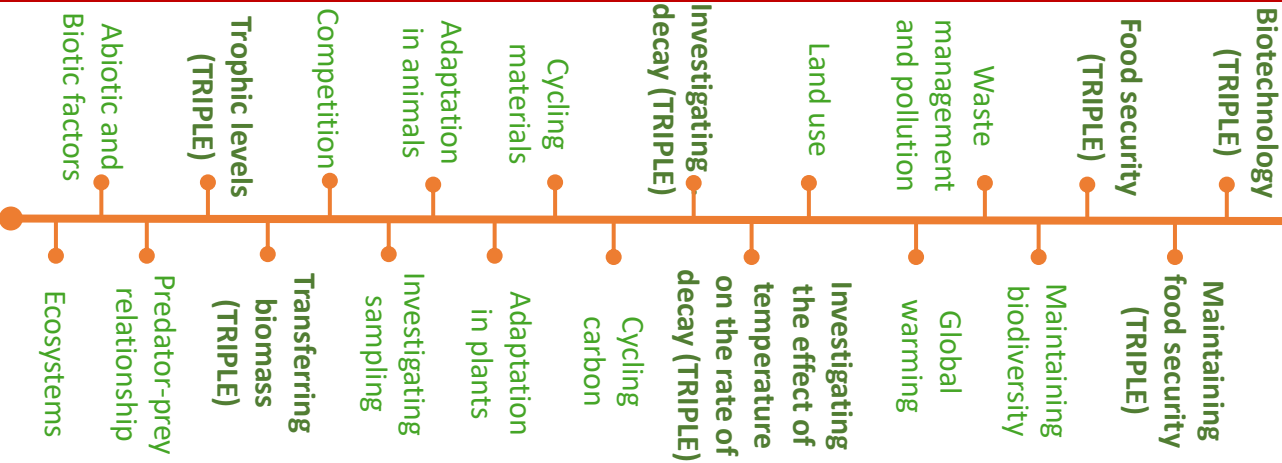 Biotechnology
(TRIPLE)
Maintaining
food security
(TRIPLE)
Food security
(TRIPLE)
Maintaining
biodiversity
Waste
management
and pollution
Global
warming
Land use
Investigating
the effect of
temperature
on the rate of
decay (TRIPLE)
Investigating
decay (TRIPLE)
Cycling
carbon
Cycling
materials
Adaptation
in plants
Adaptation
in animals
Investigating
sampling
Competition
Transferring
biomass
(TRIPLE)
Trophic levels
(TRIPLE)
Predator-prey
relationship
Abiotic and
Biotic factors
Ecosystems